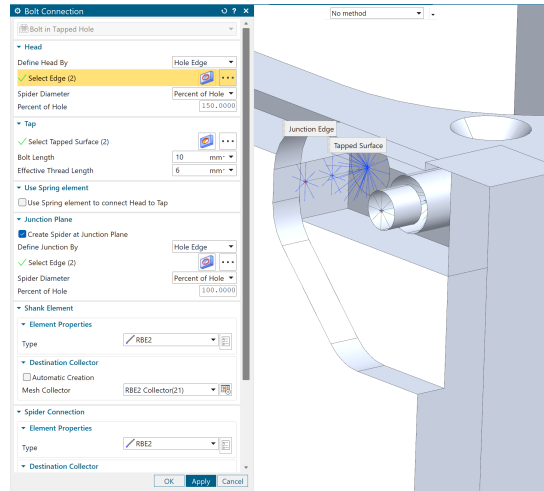 Bolt Connection
Bolt in Tapped Hole
Head
Define Head By Hole Edge
Select Edge (2)
Spider Diameter Percent of Hole
Percent of Hole 150.0000
Tap
Select Tapped Surface (2)
Bolt Length 10 mm
Effective Thread Length 6 mm
Use Spring element
Use Spring element to connect Head to Tap
Junction Plane
Create Spider at Junction Plane
Define Junction By Hole Edge
Select Edge (2)
Spider Diameter Percent of Hole
Percent of Hole 100.0000
Shank Element
Element Properties
Type RBE2
Destination Collector
Automatic Creation
Mesh Collector RBE2 Collector(21)
Spider Connection
Element Properties
Type RBE2
Destination Collector
OK Apply Cancel
No method
Junction Edge
Tapped Surface